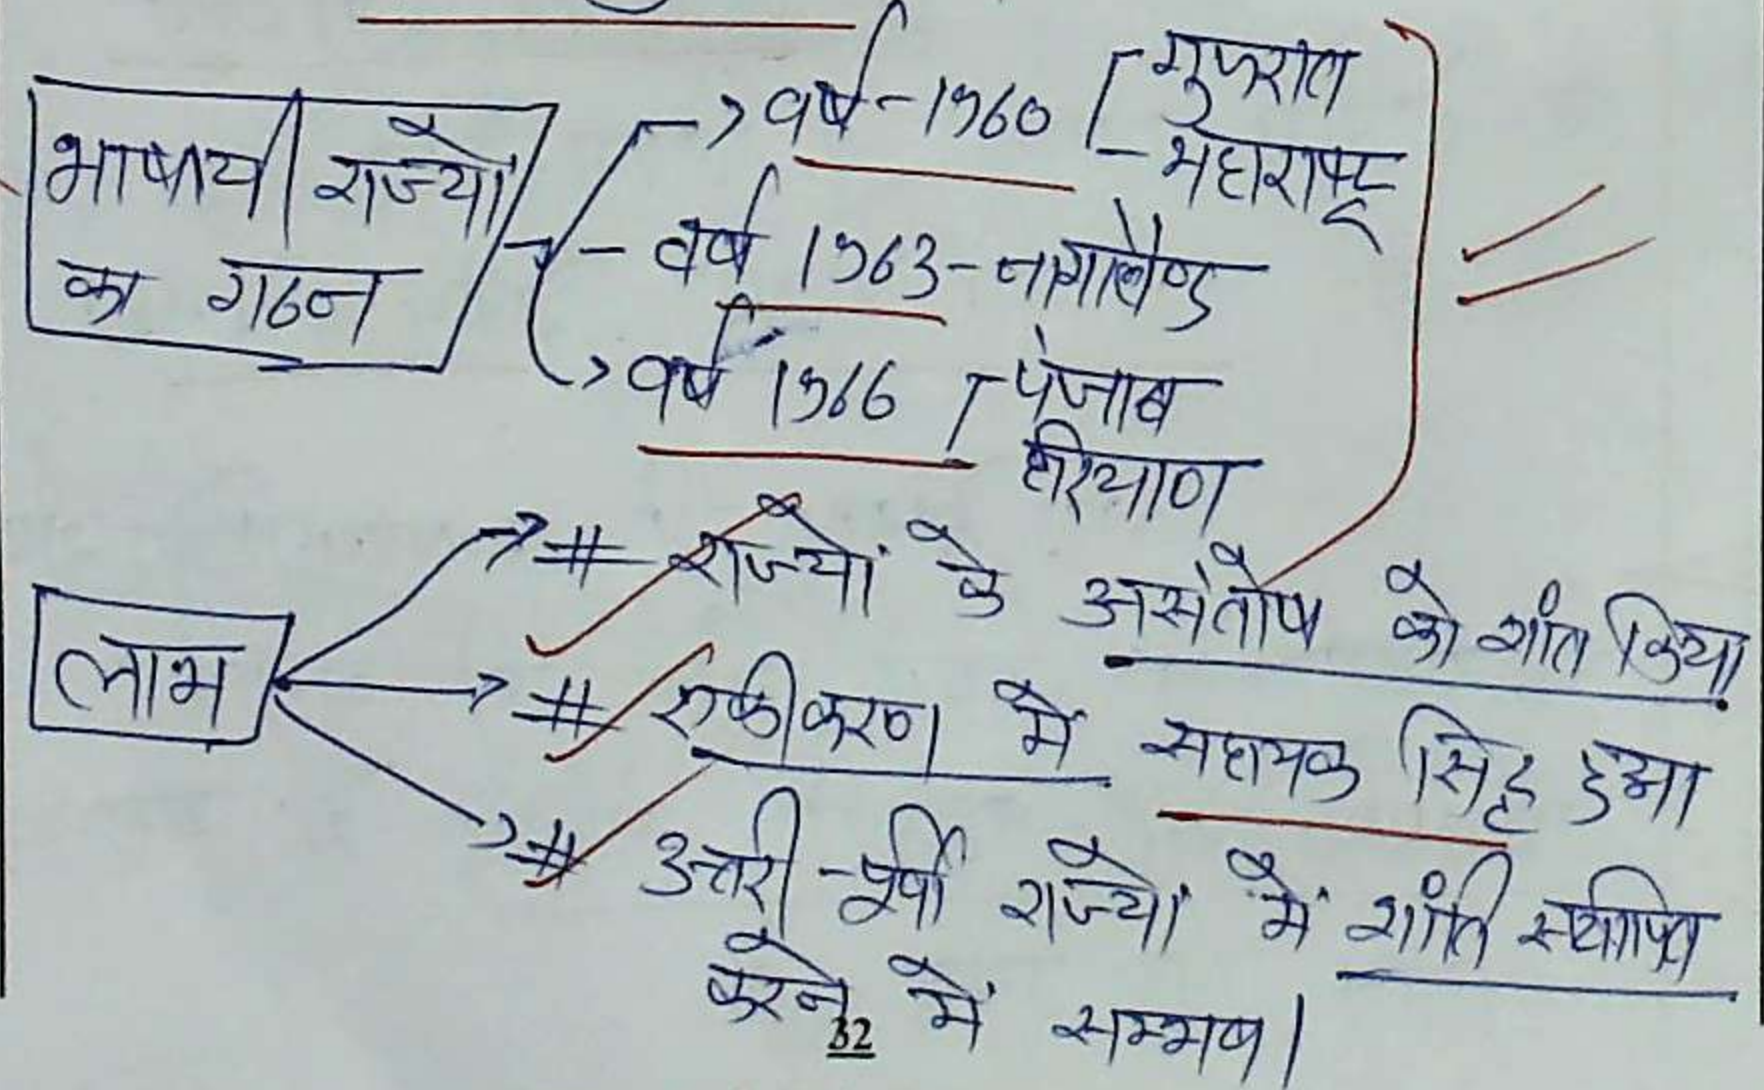 भाषायी राज्यों का गठन
वर्ष-1960 गुजरात
महाराष्ट्र
वर्ष 1963-नागालैण्ड
वर्ष 1966 पंजाब
हरियाण
लाभ
# राज्यों के असंतोष को शांत किया
# एकीकरण में सहायक सिद्ध हुआ
# उत्तरी-पूर्वी राज्यों में शांति स्थापित
करने में सम्भव।
32